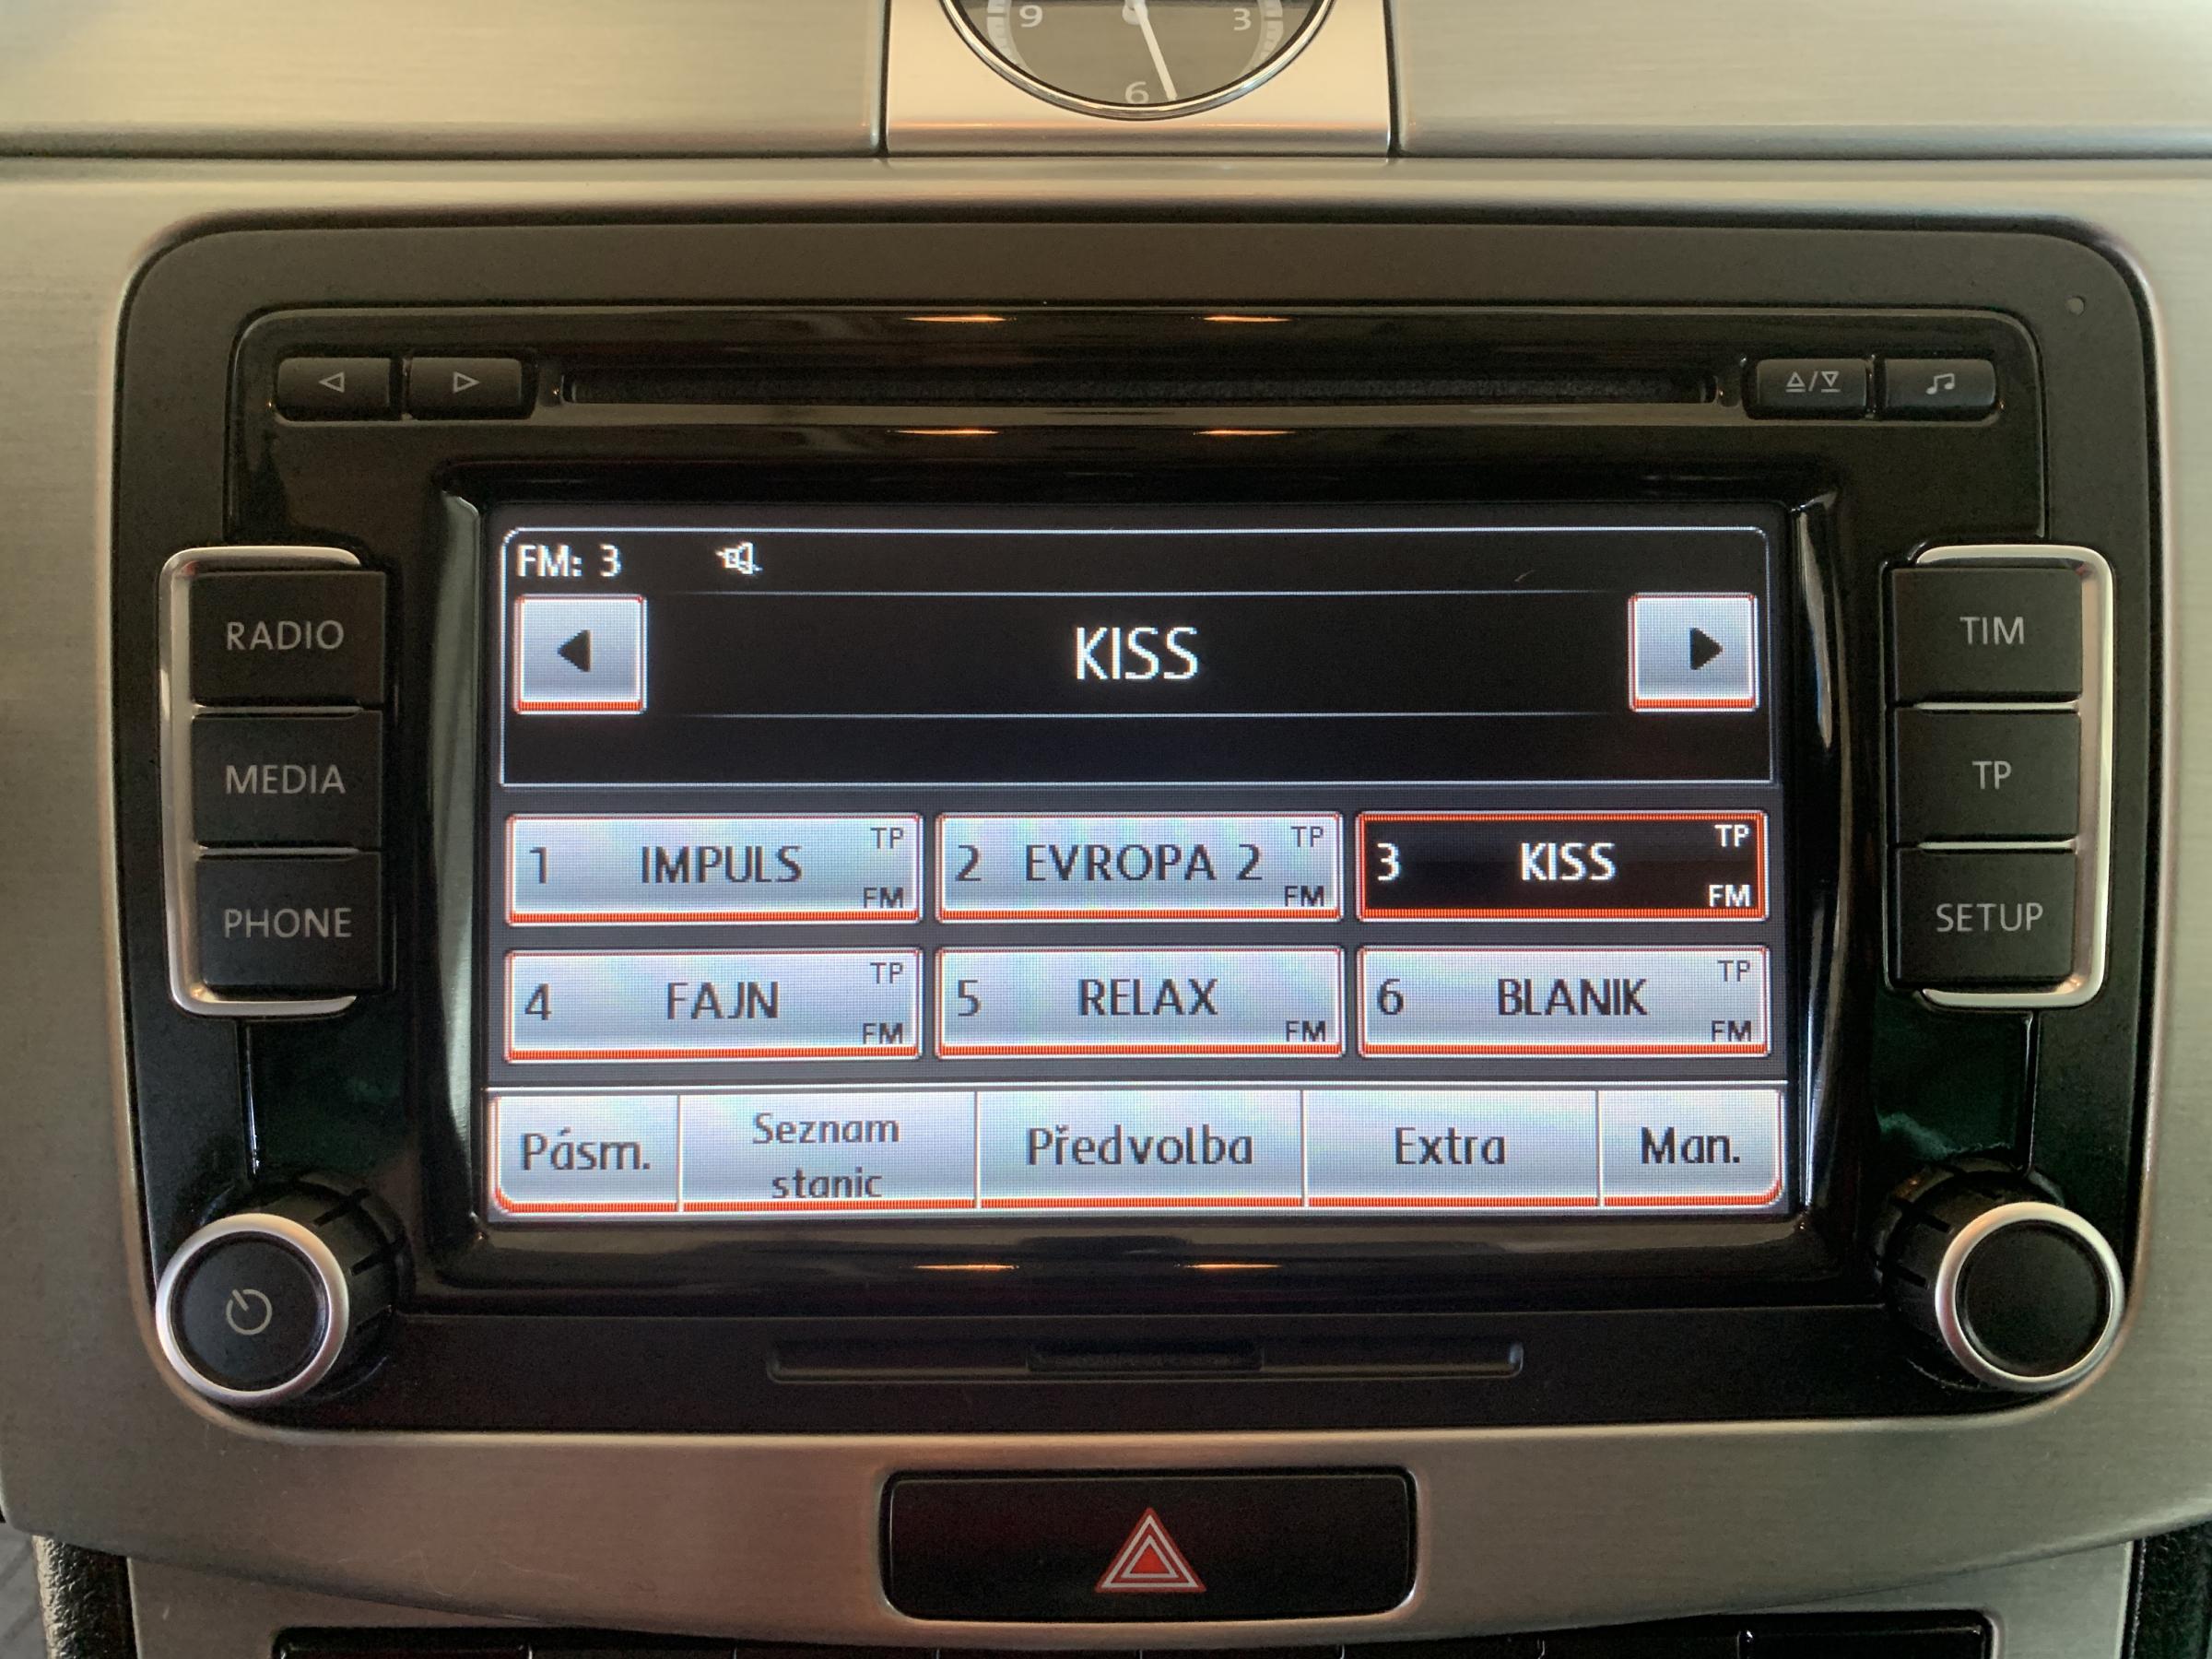 9 3
6
FM: 3
KISS
RADIO
MEDIA
PHONE
TIM
TP
SETUP
1 IMPULS TP FM
2 EVROPA 2 TP FM
3 KISS TP FM
4 FAJN TP FM
5 RELAX FM
6 BLANIK TP FM
Pásm.
Seznam
stanic
Předvolba
Extra
Man.